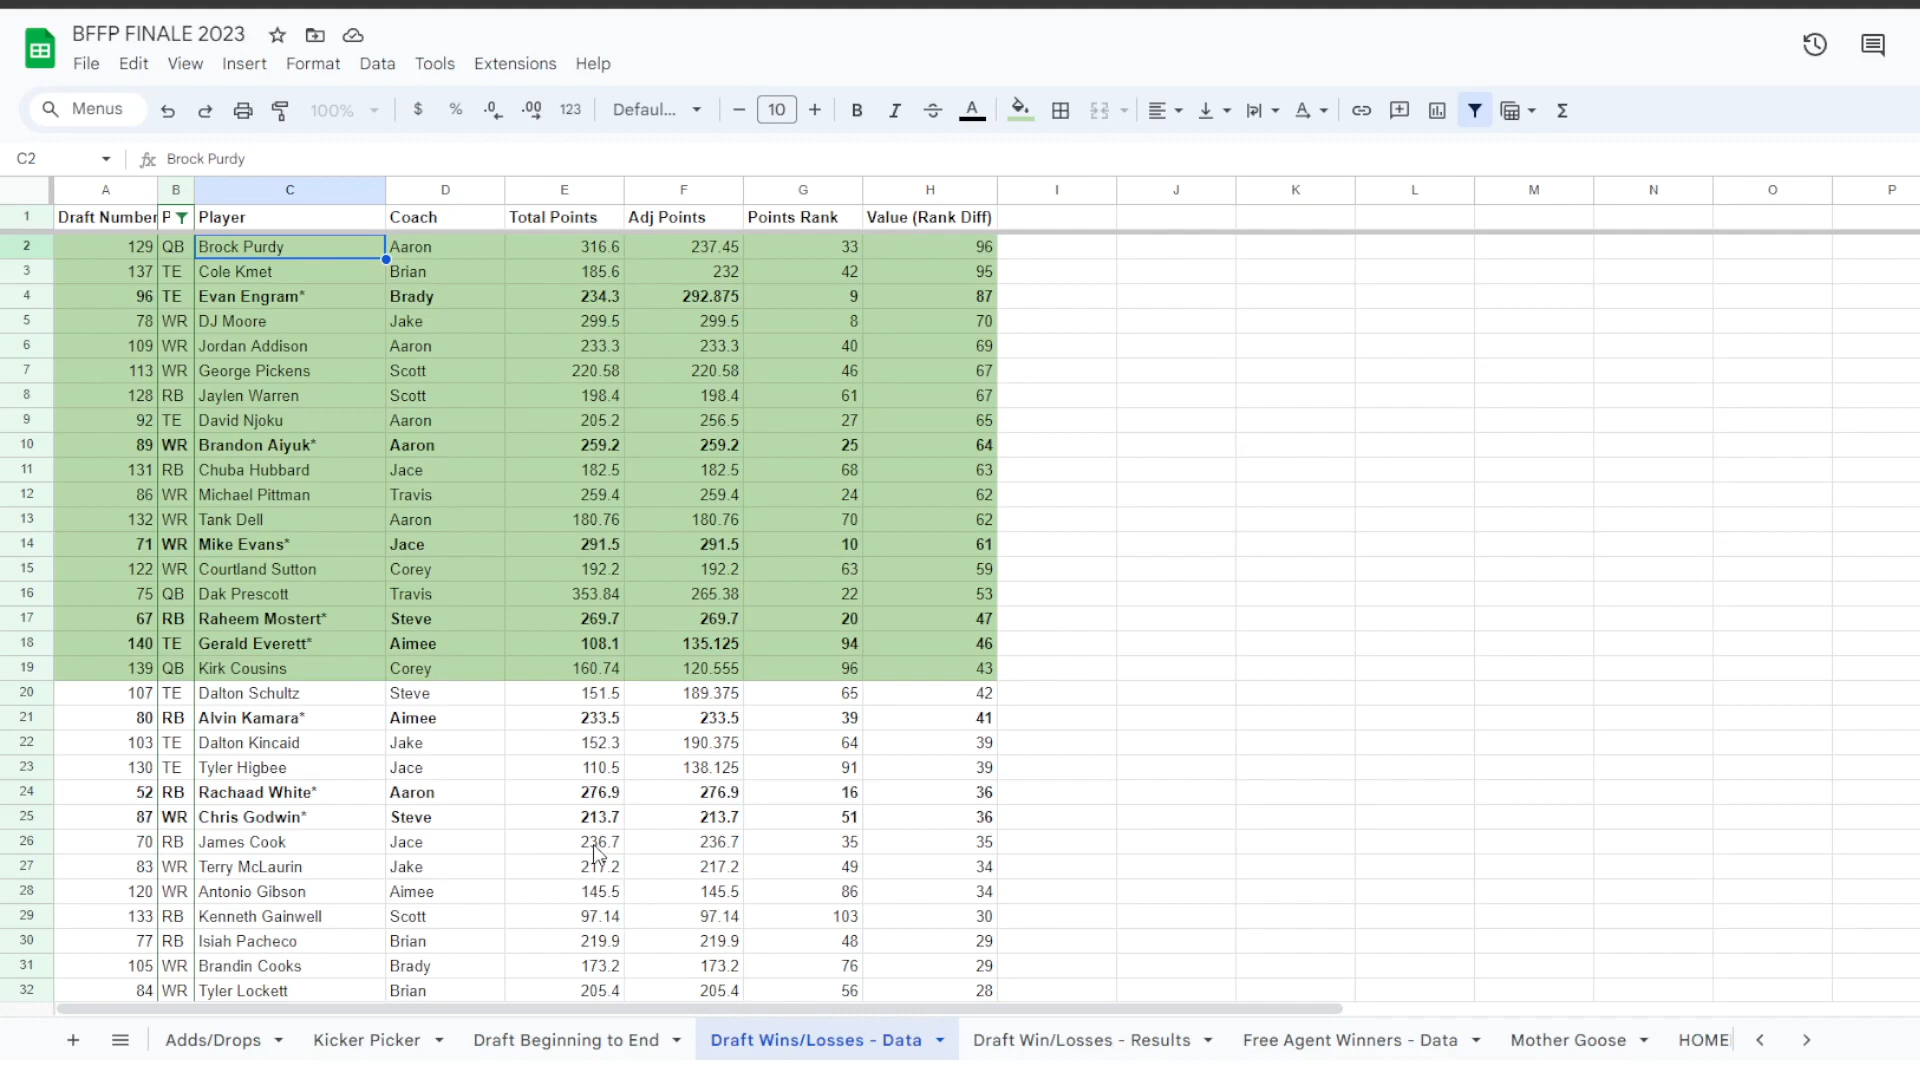 BFFP FINALE 2023
File Edit View Insert Format Data Tools Extensions Help
Menus 100% $ % .0 .00 123 Defaul... 10 B I A Σ
C2 fx Brock Purdy
A B C D E F G H I J K L M N O P
1 Draft Number P Player Coach Total Points Adj Points Points Rank Value (Rank Diff)
2 129 QB Brock Purdy Aaron 316.6 237.45 33 96
3 137 TE Cole Kmet Brian 185.6 232 42 95
4 96 TE Evan Engram* Brady 234.3 292.875 9 87
5 78 WR DJ Moore Jake 299.5 299.5 8 70
6 109 WR Jordan Addison Aaron 233.3 233.3 40 69
7 113 WR George Pickens Scott 220.58 220.58 46 67
8 128 RB Jaylen Warren Scott 198.4 198.4 61 67
9 92 TE David Njoku Aaron 205.2 256.5 27 65
10 89 WR Brandon Aiyuk* Aaron 259.2 259.2 25 64
11 131 RB Chuba Hubbard Jace 182.5 182.5 68 63
12 86 WR Michael Pittman Travis 259.4 259.4 24 62
13 132 WR Tank Dell Aaron 180.76 180.76 70 62
14 71 WR Mike Evans* Jace 291.5 291.5 10 61
15 122 WR Courtland Sutton Corey 192.2 192.2 63 59
16 75 QB Dak Prescott Travis 353.84 265.38 22 53
17 67 RB Raheem Mostert* Steve 269.7 269.7 20 47
18 140 TE Gerald Everett* Aimee 108.1 135.125 94 46
19 139 QB Kirk Cousins Corey 160.74 120.555 96 43
20 107 TE Dalton Schultz Steve 151.5 189.375 65 42
21 80 RB Alvin Kamara* Aimee 233.5 233.5 39 41
22 103 TE Dalton Kincaid Jake 152.3 190.375 64 39
23 130 TE Tyler Higbee Jace 110.5 138.125 91 39
24 52 RB Rachaad White* Aaron 276.9 276.9 16 36
25 87 WR Chris Godwin* Steve 213.7 213.7 51 36
26 70 RB James Cook Jace 236.7 236.7 35 35
27 83 WR Terry McLaurin Jake 217.2 217.2 49 34
28 120 WR Antonio Gibson Aimee 145.5 145.5 86 34
29 133 RB Kenneth Gainwell Scott 97.14 97.14 103 30
30 77 RB Isiah Pacheco Brian 219.9 219.9 48 29
31 105 WR Brandin Cooks Brady 173.2 173.2 76 29
32 84 WR Tyler Lockett Brian 205.4 205.4 56 28
Adds/Drops Kicker Picker Draft Beginning to End Draft Wins/Losses - Data Draft Win/Losses - Results Free Agent Winners - Data Mother Goose HOME